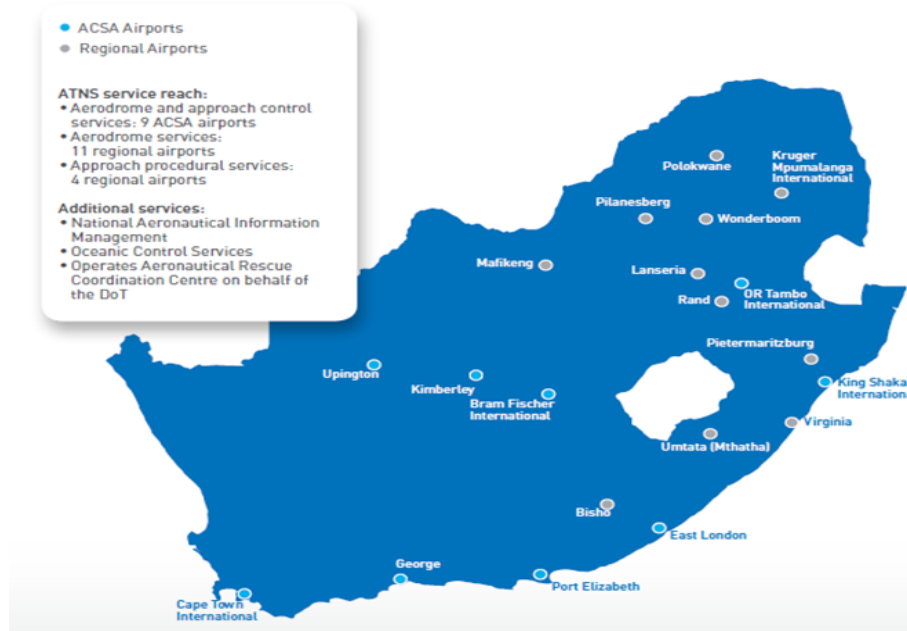 ACSA Airports
Regional Airports
ATNS service reach:
• Aerodrome and approach control
services: 9 ACSA airports
• Aerodrome services:
11 regional airports
• Approach procedural services:
4 regional airports
Additional services:
• National Aeronautical Information
Management
• Oceanic Control Services
• Operates Aeronautical Rescue
Coordination Centre on behalf of
the DoT
Polokwane
Kruger
Mpumalanga
International
Pilanesberg
Wonderboom
Mafikeng
Lanseria
OR Tambo
International
Rand
Pietermaritzburg
Upington
Kimberley
Bram Fischer
International
King Shaka
Internationa
Virginia
Umtata (Mthatha)
Bisho
East London
George
Port Elizabeth
Cape Town
International